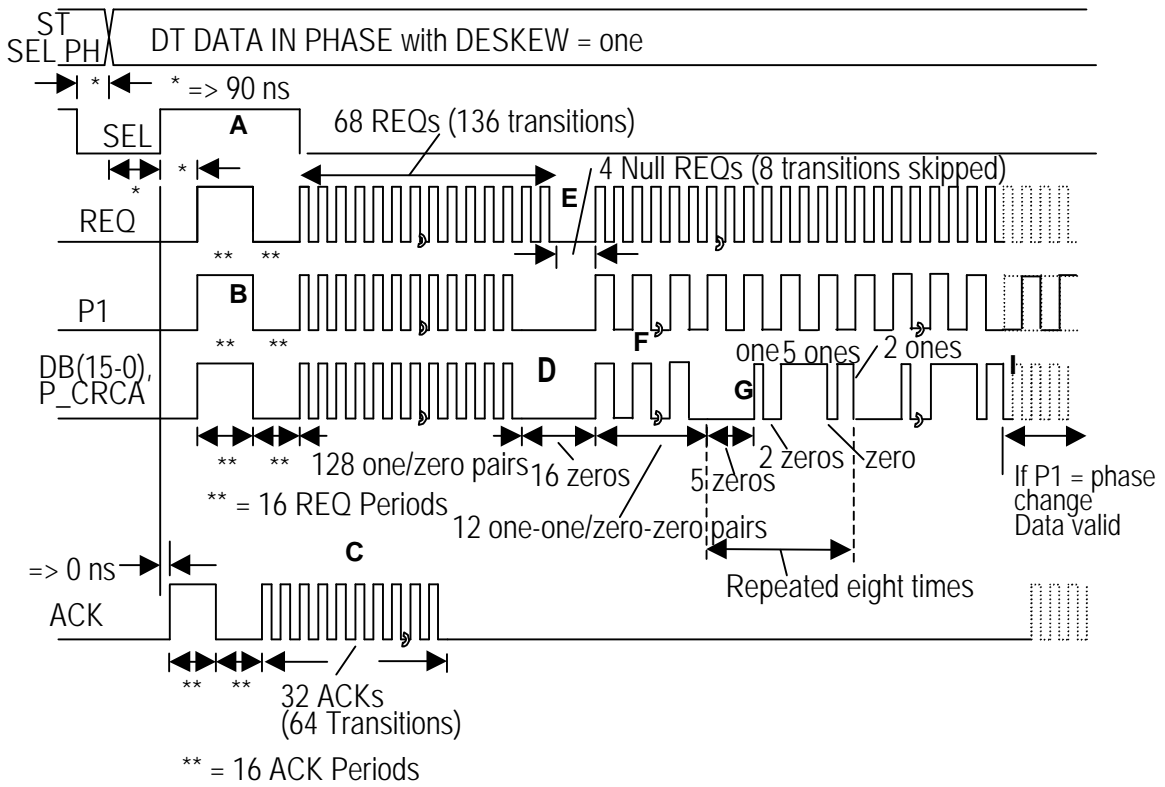 ST
SEL PH
DT DATA IN PHASE with DESKEW = one
*
* => 90 ns
SEL
A
68 REQs (136 transitions)
*
*
4 Null REQs (8 transitions skipped)
REQ
E
** **
P1
B
** **
F
DB(15-0),
P_CRCA
D
one 5 ones
2 ones
G
I
** **
128 one/zero pairs
16 zeros
5 zeros
2 zeros
zero
** = 16 REQ Periods
12 one-one/zero-zero pairs
If P1 = phase
change
Data valid
C
=> 0 ns
Repeated eight times
ACK
** **
32 ACKs
(64 Transitions)
** = 16 ACK Periods